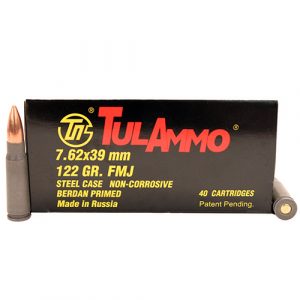 TulAmmo
7.62x39 mm
122 GR. FMJ
STEEL CASE NON-CORROSIVE
BERDAN PRIMED
Made in Russia
40 CARTRIDGES
Patent Pending.